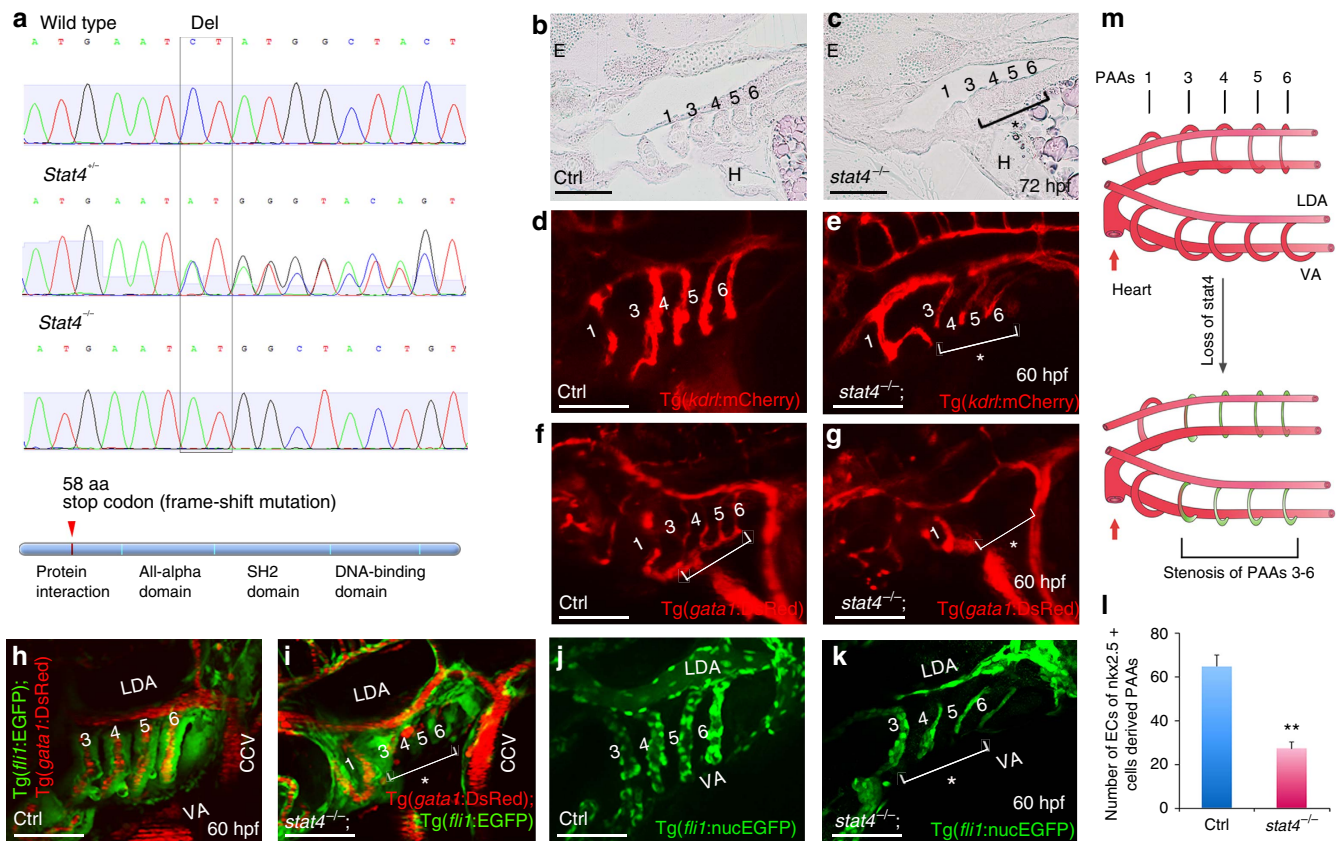 a
Wild type
Del
A T G A A T C T A T G G C T A C T
Stat4+/−
A T G A A T A T G G G T A C A G T
Stat4−/−
A T G A A T A T G G C T A C T G T
58 aa
stop codon (frame-shift mutation)
Protein interaction
All-alpha domain
SH2 domain
DNA-binding domain
b
E
1 3 4 5 6
H
Ctrl
c
E
1 3 4 5 6
*
H
stat4−/−
72 hpf
d
1 3 4 5 6
Ctrl
Tg(kdrl:mCherry)
e
1 3 4 5 6
*
60 hpf
stat4−/−;
Tg(kdrl:mCherry)
f
1 3 4 5 6
Ctrl
Tg(gata1:DsRed)
g
1
*
60 hpf
stat4−/−;
Tg(gata1:DsRed)
h
Tg(fli1:EGFP);
Tg(gata1:DsRed)
LDA
3 4 5 6
CCV
VA
Ctrl
60 hpf
i
LDA
1 3 4 5 6
*
CCV
Tg(gata1:DsRed);
stat4−/−;
Tg(fli1:EGFP)
j
LDA
3 4 5 6
VA
Ctrl
Tg(fli1:nucEGFP)
k
LDA
3 4 5 6
*
VA
60 hpf
stat4−/−;
Tg(fli1:nucEGFP)
m
PAAs 1 3 4 5 6
LDA
VA
Heart
Loss of stat4
Stenosis of PAAs 3-6
l
Number of ECs of nkx2.5 +
cells derived PAAs
80
60
40
20
0
**
Ctrl
stat4−/−